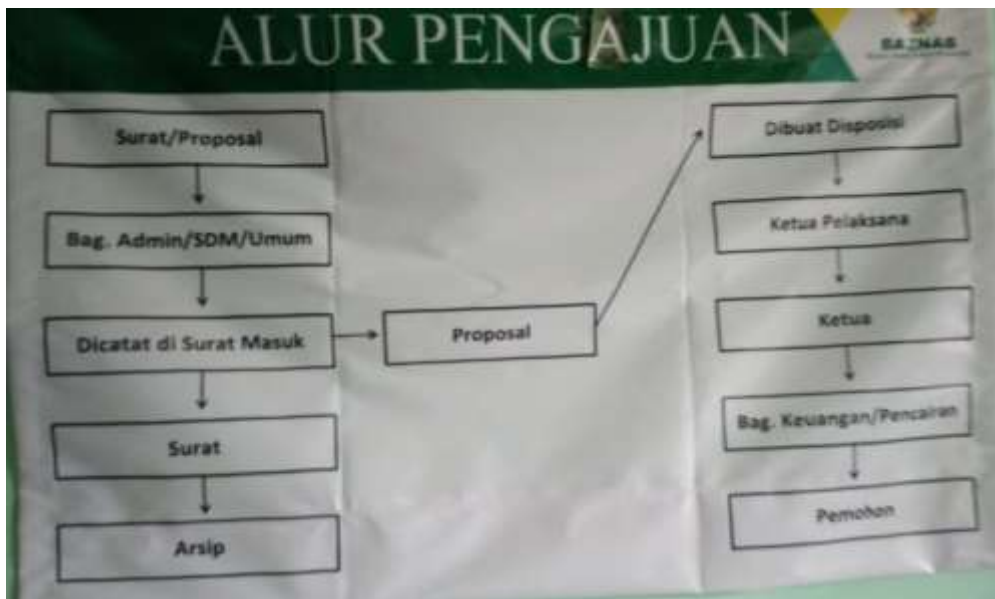 ALUR PENGAJUAN
BAZNAS
Surat/Proposal
Bag. Admin/SDM/Umum
Dicatat di Surat Masuk
Surat
Arsip
Proposal
Dibuat Disposisi
Ketua Pelaksana
Ketua
Bag. Keuangan/Pencairan
Pemohon